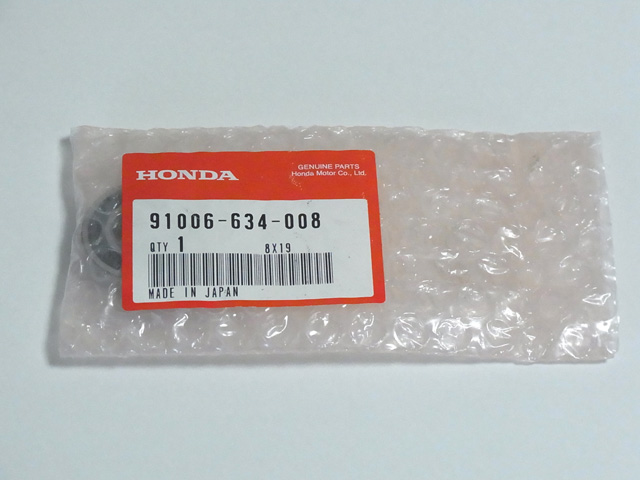 HONDA
GENUINE PARTS
Honda Motor Co., Ltd.
91006-634-008
QTY 1 8X19
MADE IN JAPAN